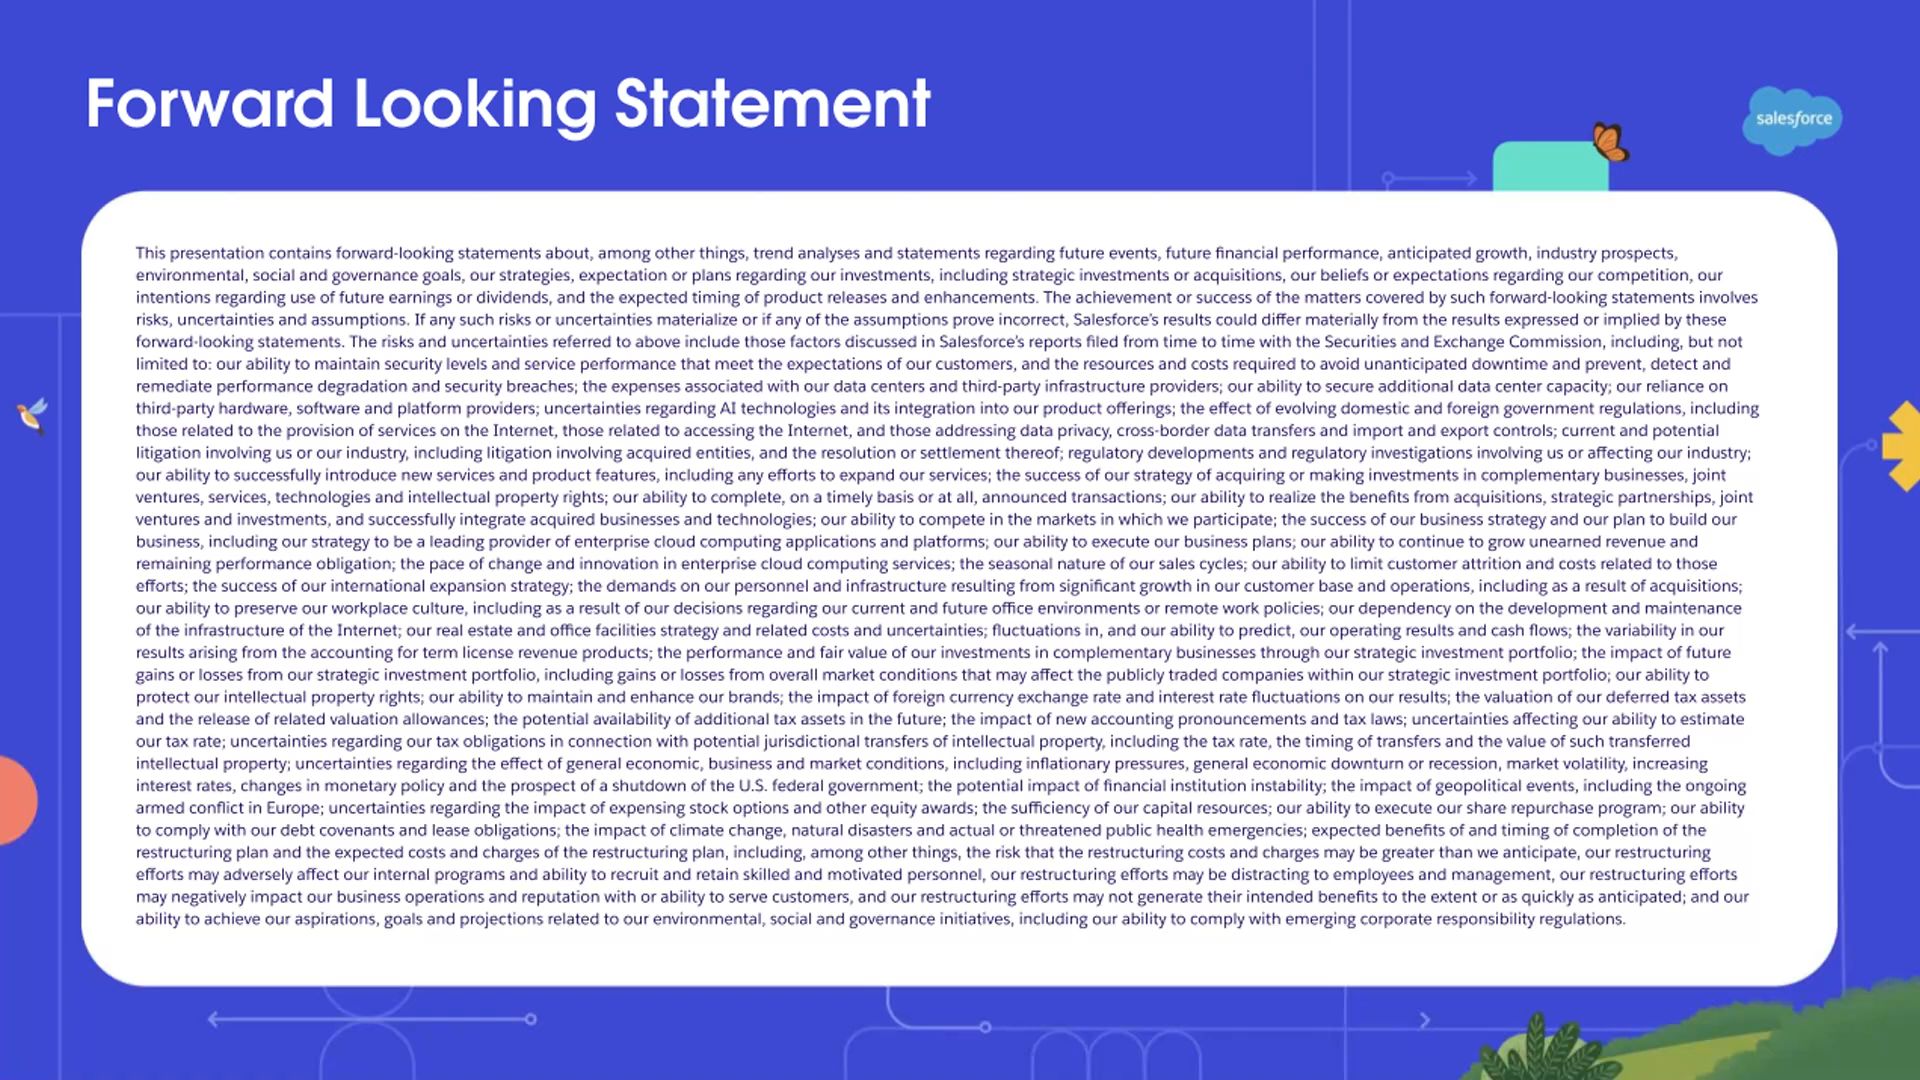 Forward Looking Statement
salesforce
This presentation contains forward-looking statements about, among other things, trend analyses and statements regarding future events, future financial performance, anticipated growth, industry prospects,
environmental, social and governance goals, our strategies, expectation or plans regarding our investments, including strategic investments or acquisitions, our beliefs or expectations regarding our competition, our
intentions regarding use of future earnings or dividends, and the expected timing of product releases and enhancements. The achievement or success of the matters covered by such forward-looking statements involves
risks, uncertainties and assumptions. If any such risks or uncertainties materialize or if any of the assumptions prove incorrect, Salesforce's results could differ materially from the results expressed or implied by these
forward-looking statements. The risks and uncertainties referred to above include those factors discussed in Salesforce's reports filed from time to time with the Securities and Exchange Commission, including, but not
limited to: our ability to maintain security levels and service performance that meet the expectations of our customers, and the resources and costs required to avoid unanticipated downtime and prevent, detect and
remediate performance degradation and security breaches; the expenses associated with our data centers and third-party infrastructure providers; our ability to secure additional data center capacity; our reliance on
third-party hardware, software and platform providers; uncertainties regarding AI technologies and its integration into our product offerings; the effect of evolving domestic and foreign government regulations, including
those related to the provision of services on the Internet, those related to accessing the Internet, and those addressing data privacy, cross-border data transfers and import and export controls; current and potential
litigation involving us or our industry, including litigation involving acquired entities, and the resolution or settlement thereof; regulatory developments and regulatory investigations involving us or affecting our industry;
our ability to successfully introduce new services and product features, including any efforts to expand our services; the success of our strategy of acquiring or making investments in complementary businesses, joint
ventures, services, technologies and intellectual property rights; our ability to complete, on a timely basis or at all, announced transactions; our ability to realize the benefits from acquisitions, strategic partnerships, joint
ventures and investments, and successfully integrate acquired businesses and technologies; our ability to compete in the markets in which we participate; the success of our business strategy and our plan to build our
business, including our strategy to be a leading provider of enterprise cloud computing applications and platforms; our ability to execute our business plans; our ability to continue to grow unearned revenue and
remaining performance obligation; the pace of change and innovation in enterprise cloud computing services; the seasonal nature of our sales cycles; our ability to limit customer attrition and costs related to those
efforts; the success of our international expansion strategy; the demands on our personnel and infrastructure resulting from significant growth in our customer base and operations, including as a result of acquisitions;
our ability to preserve our workplace culture, including as a result of our decisions regarding our current and future office environments or remote work policies; our dependency on the development and maintenance
of the infrastructure of the Internet; our real estate and office facilities strategy and related costs and uncertainties; fluctuations in, and our ability to predict, our operating results and cash flows; the variability in our
results arising from the accounting for term license revenue products; the performance and fair value of our investments in complementary businesses through our strategic investment portfolio; the impact of future
gains or losses from our strategic investment portfolio, including gains or losses from overall market conditions that may affect the publicly traded companies within our strategic investment portfolio; our ability to
protect our intellectual property rights; our ability to maintain and enhance our brands; the impact of foreign currency exchange rate and interest rate fluctuations on our results; the valuation of our deferred tax assets
and the release of related valuation allowances; the potential availability of additional tax assets in the future; the impact of new accounting pronouncements and tax laws; uncertainties affecting our ability to estimate
our tax rate; uncertainties regarding our tax obligations in connection with potential jurisdictional transfers of intellectual property, including the tax rate, the timing of transfers and the value of such transferred
intellectual property; uncertainties regarding the effect of general economic, business and market conditions, including inflationary pressures, general economic downturn or recession, market volatility, increasing
interest rates, changes in monetary policy and the prospect of a shutdown of the U.S. federal government; the potential impact of financial institution instability; the impact of geopolitical events, including the ongoing
armed conflict in Europe; uncertainties regarding the impact of expensing stock options and other equity awards; the sufficiency of our capital resources; our ability to execute our share repurchase program; our ability
to comply with our debt covenants and lease obligations; the impact of climate change, natural disasters and actual or threatened public health emergencies; expected benefits of and timing of completion of the
restructuring plan and the expected costs and charges of the restructuring plan, including, among other things, the risk that the restructuring costs and charges may be greater than we anticipate, our restructuring
efforts may adversely affect our internal programs and ability to recruit and retain skilled and motivated personnel, our restructuring efforts may be distracting to employees and management, our restructuring efforts
may negatively impact our business operations and reputation with or ability to serve customers, and our restructuring efforts may not generate their intended benefits to the extent or as quickly as anticipated; and our
ability to achieve our aspirations, goals and projections related to our environmental, social and governance initiatives, including our ability to comply with emerging corporate responsibility regulations.